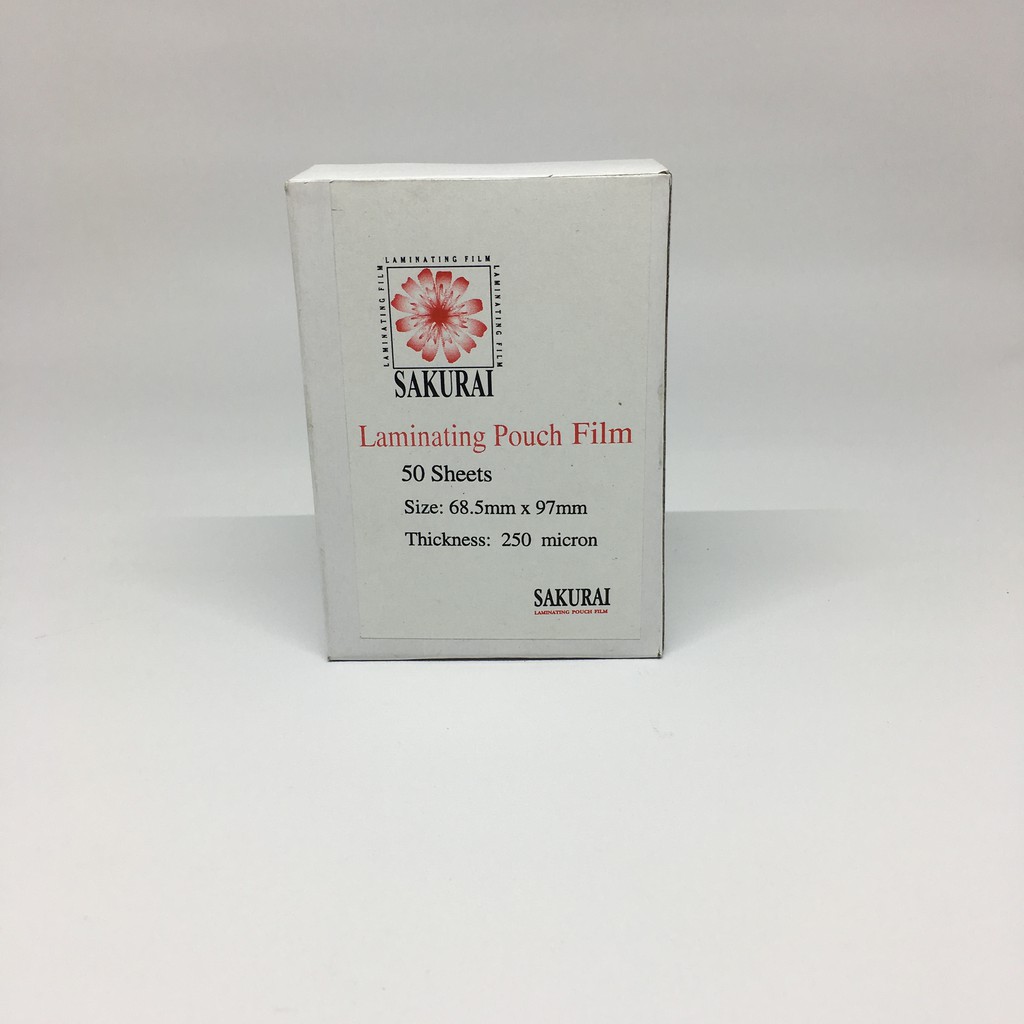 LAMINATING FILM
LAMINATING FILM
LAMINATING FILM
SAKURAI
Laminating Pouch Film
50 Sheets
Size: 68.5mm x 97mm
Thickness: 250 micron
SAKURAI
LAMINATING POUCH FILM